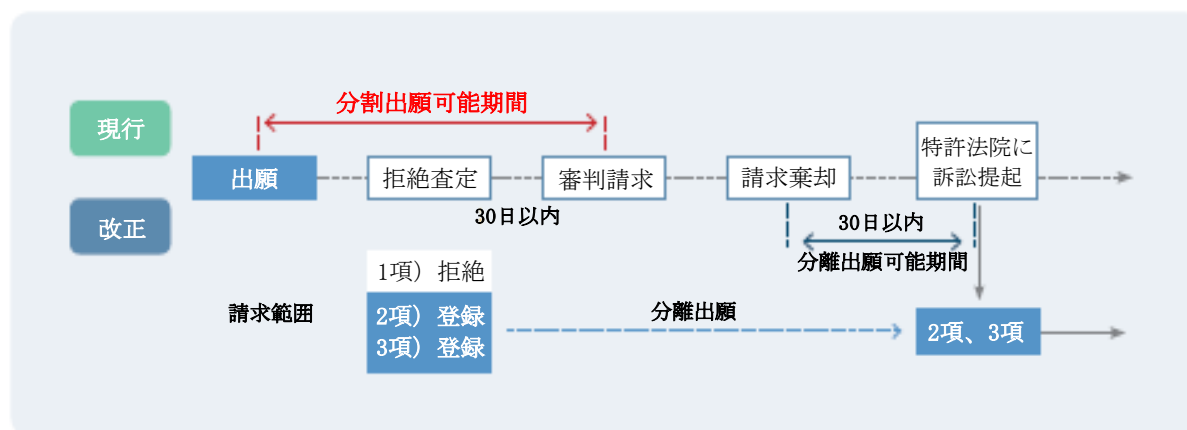 分割出願可能期間
現行
出願
拒絶査定
審判請求
請求棄却
特許法院に
訴訟提起
改正
30日以内
30日以内
分離出願可能期間
請求範囲
1項) 拒絶
2項) 登録
3項) 登録
分離出願
2項、3項